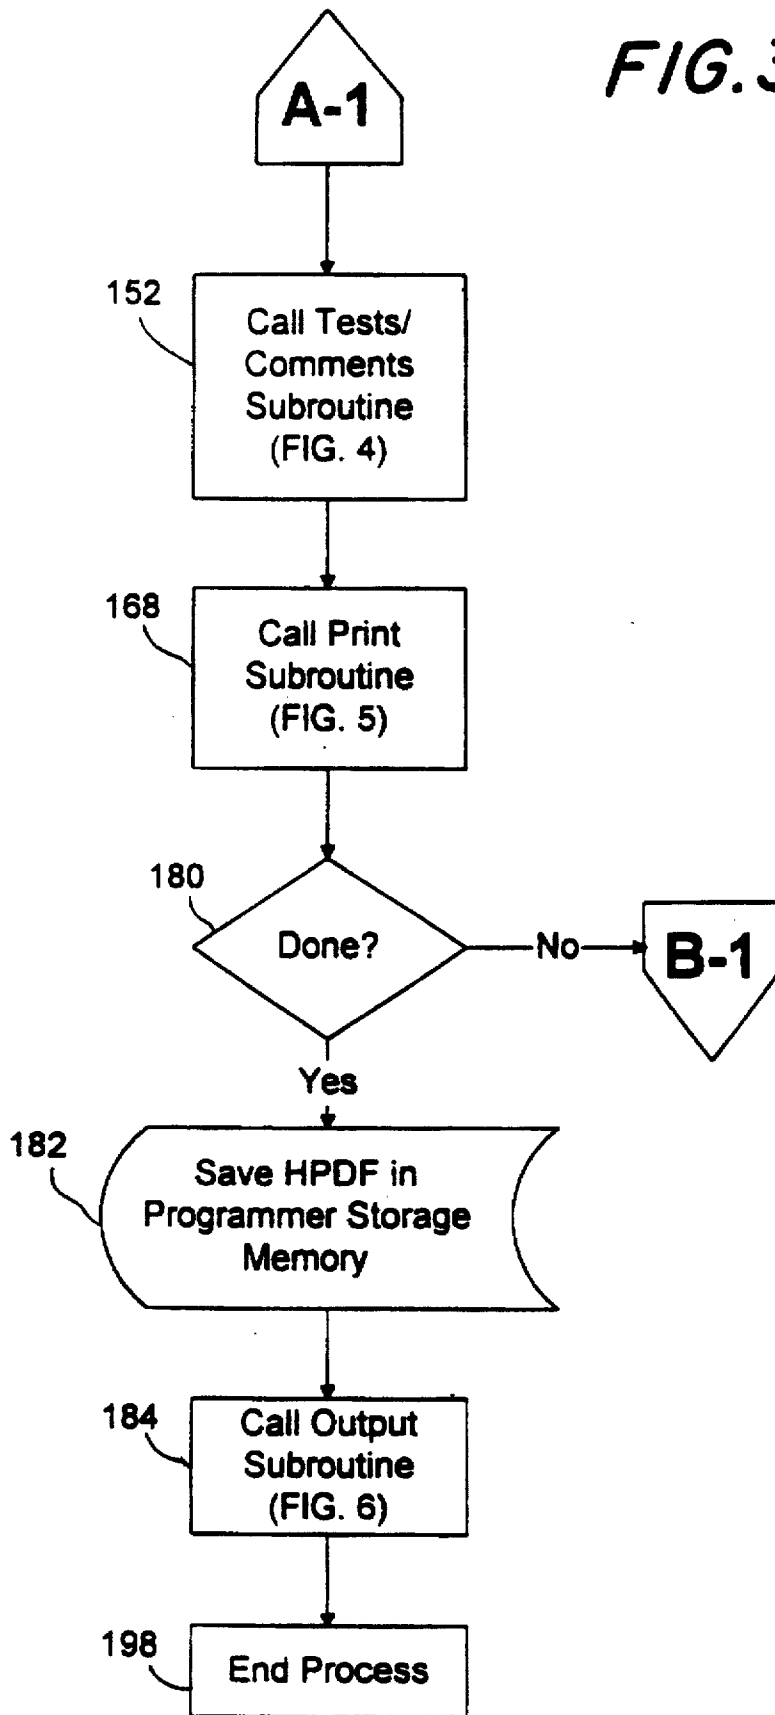 FIG. 3
A-1
152
Call Tests/
Comments
Subroutine
(FIG. 4)
168
Call Print
Subroutine
(FIG. 5)
180
Done?
No
B-1
Yes
182
Save HPDF in
Programmer Storage
Memory
184
Call Output
Subroutine
(FIG. 6)
198
End Process